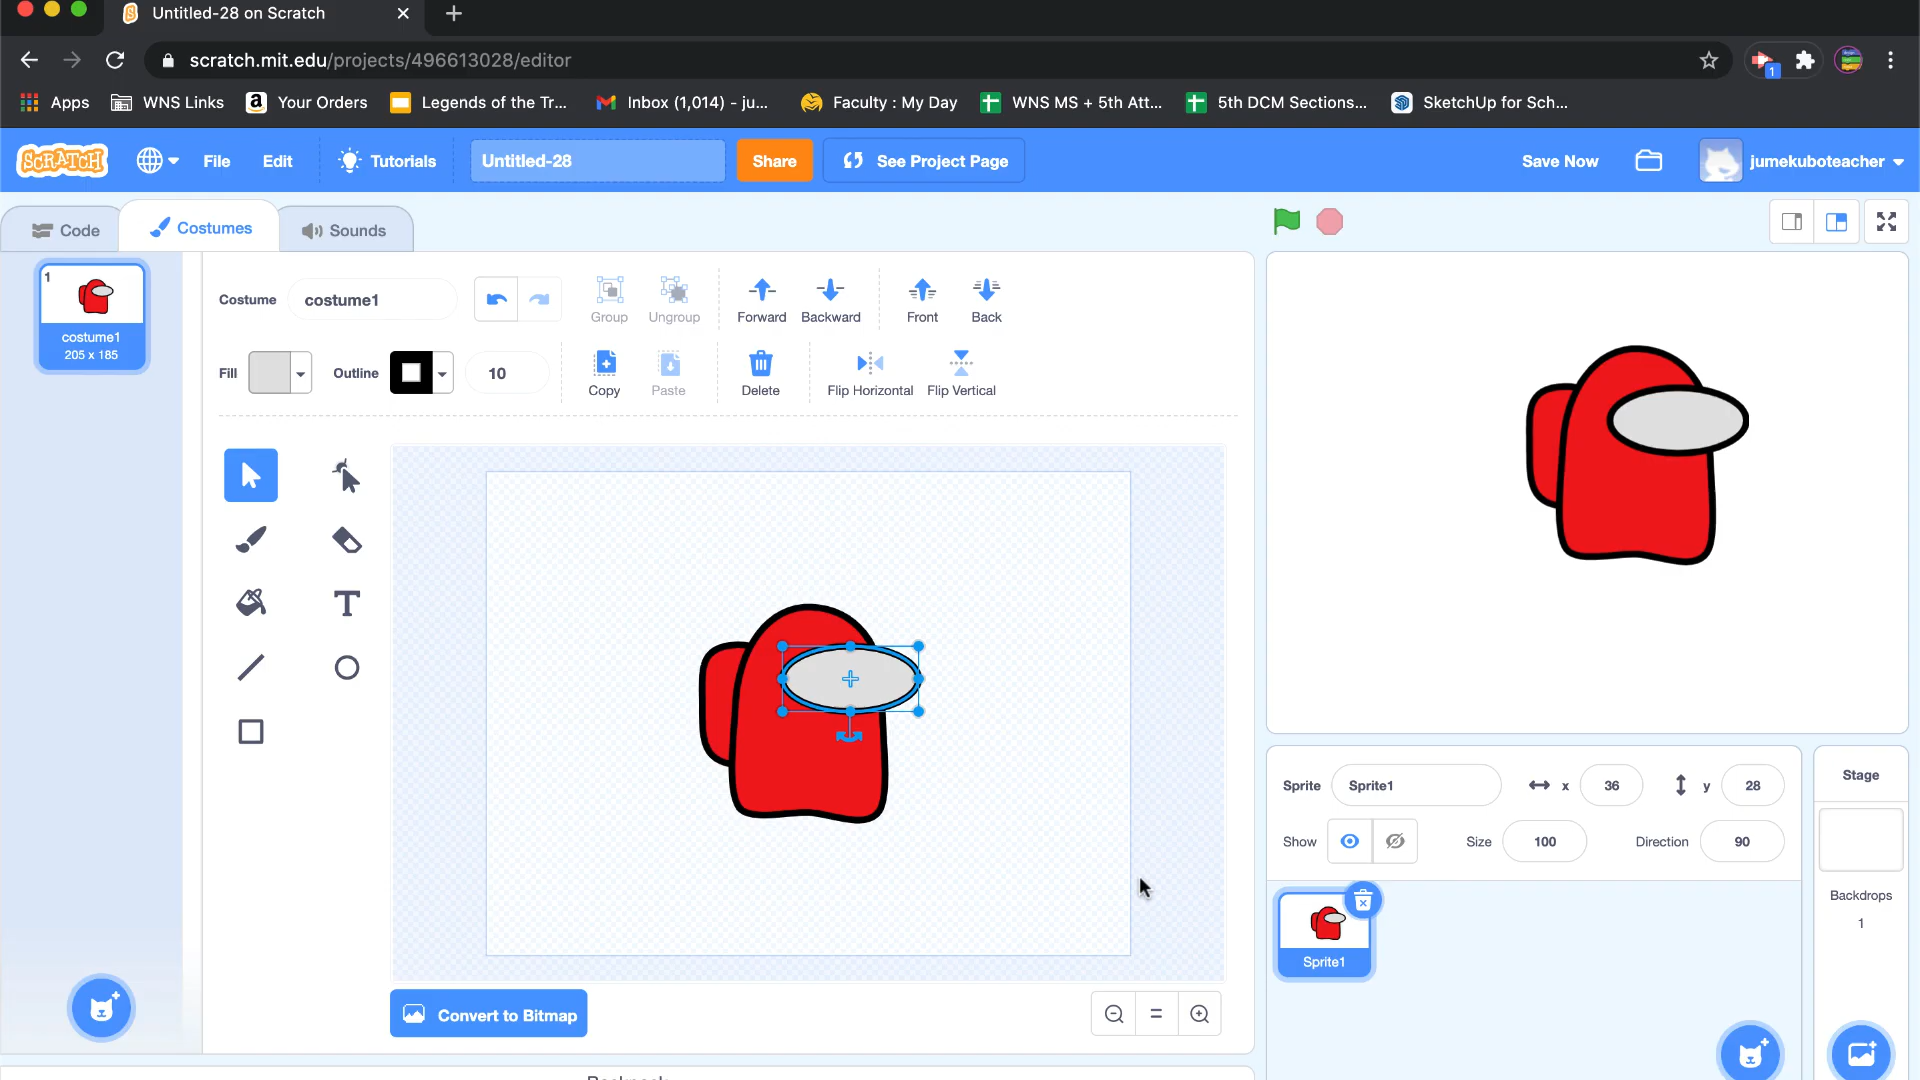 Untitled-28 on Scratch
scratch.mit.edu/projects/496613028/editor
1
Apps
WNS Links
Your Orders
Legends of the Tr...
Inbox (1,014) - ju...
Faculty : My Day
WNS MS + 5th Att...
5th DCM Sections...
SketchUp for Sch...
SCRATCH
File
Edit
Tutorials
Untitled-28
Share
See Project Page
Save Now
jumekuboteacher
Code
Costumes
Sounds
1
costume1
205 x 185
Costume
costume1
Group
Ungroup
Forward
Backward
Front
Back
Fill
Outline
10
Copy
Paste
Delete
Flip Horizontal
Flip Vertical
T
Convert to Bitmap
Sprite
Sprite1
x
36
y
28
Show
Size
100
Direction
90
Sprite1
Stage
Backdrops
1